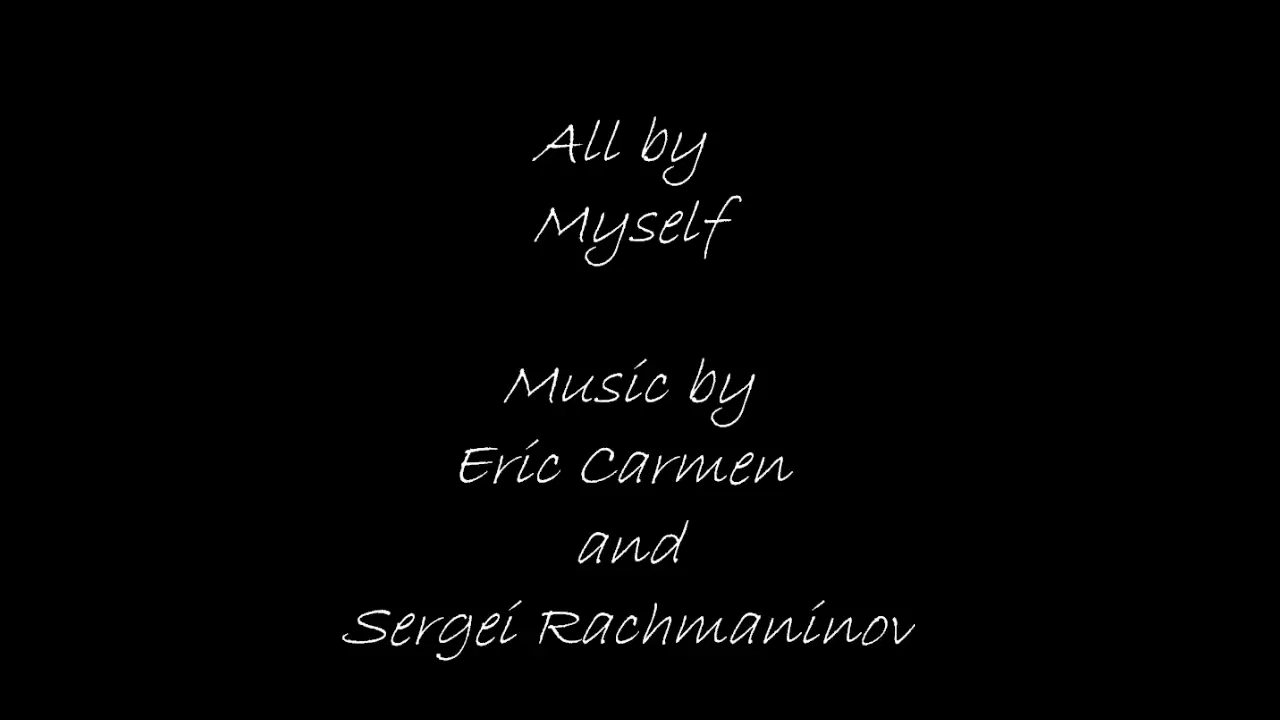 All by
Myself
Music by
Eric Carmen
and
Sergei Rachmaninov